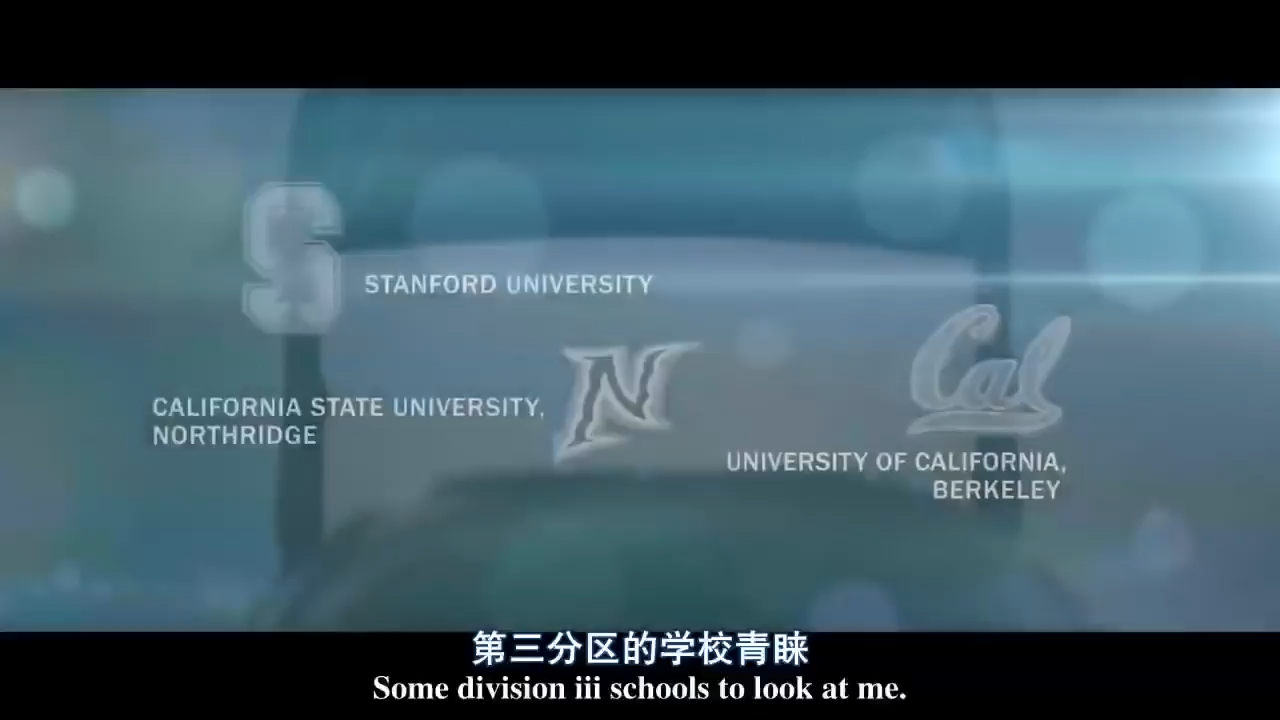 S
STANFORD UNIVERSITY
CALIFORNIA STATE UNIVERSITY,
NORTHRIDGE
N
Cal
UNIVERSITY OF CALIFORNIA,
BERKELEY
第三分区的学校青睐
Some division iii schools to look at me.